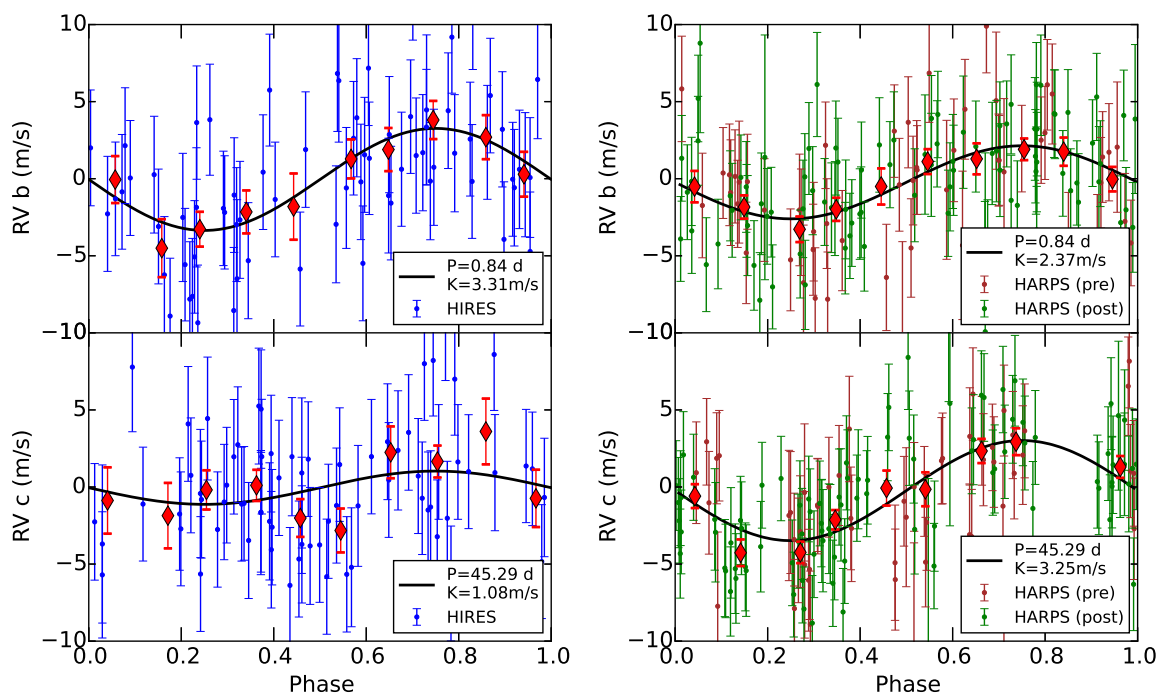 10
5
0
−5
−10
RV b (m/s)
P=0.84 d
K=3.31m/s
HIRES
10
5
0
−5
−10
RV b (m/s)
P=0.84 d
K=2.37m/s
HARPS (pre)
HARPS (post)
5
0
−5
−10
RV c (m/s)
P=45.29 d
K=1.08m/s
HIRES
0.0 0.2 0.4 0.6 0.8 1.0
Phase
5
0
−5
−10
RV c (m/s)
P=45.29 d
K=3.25m/s
HARPS (pre)
HARPS (post)
0.0 0.2 0.4 0.6 0.8 1.0
Phase